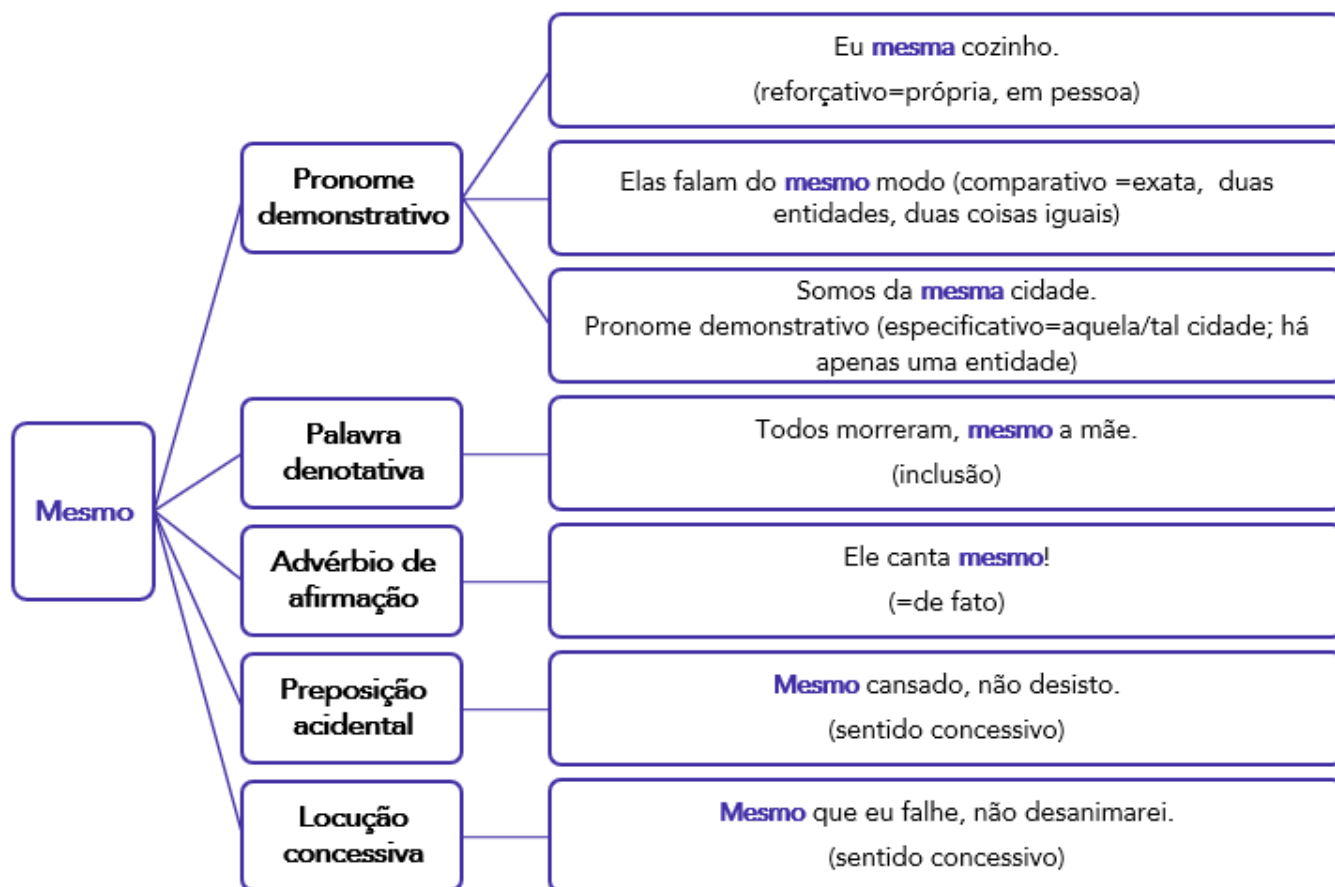 Mesmo
Pronome
demonstrativo
Eu mesma cozinho.
(reforçativo=própria, em pessoa)
Elas falam do mesmo modo (comparativo =exata, duas
entidades, duas coisas iguais)
Somos da mesma cidade.
Pronome demonstrativo (especificativo=aquela/tal cidade; há
apenas uma entidade)
Palavra
denotativa
Todos morreram, mesmo a mãe.
(inclusão)
Advérbio de
afirmação
Ele canta mesmo!
(=de fato)
Preposição
acidental
Mesmo cansado, não desisto.
(sentido concessivo)
Locução
concessiva
Mesmo que eu falhe, não desanimarei.
(sentido concessivo)